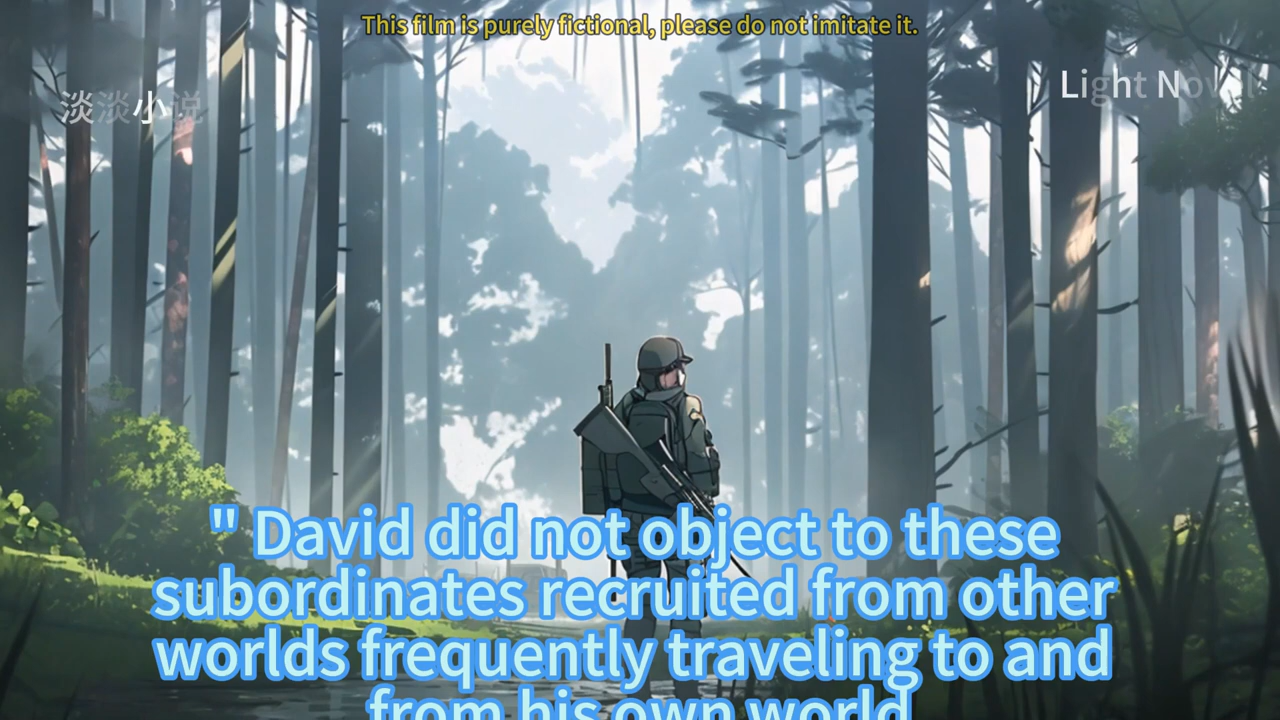 This film is purely fictional, please do not imitate it.
淡淡小说
Light Novel
" David did not object to these
subordinates recruited from other
worlds frequently traveling to and
from his own world